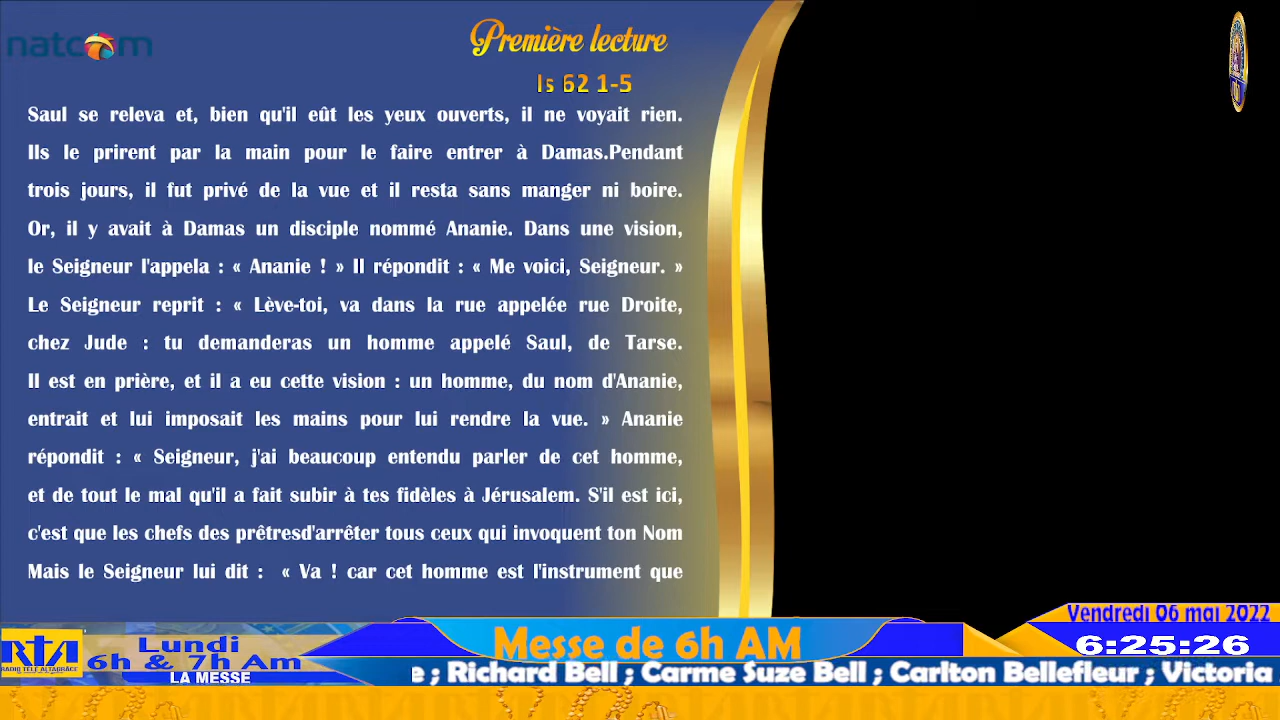 natcom
Première lecture
Is 62 1-5
Saul se releva et, bien qu'il eût les yeux ouverts, il ne voyait rien.
Ils le prirent par la main pour le faire entrer à Damas.Pendant
trois jours, il fut privé de la vue et il resta sans manger ni boire.
Or, il y avait à Damas un disciple nommé Ananie. Dans une vision,
le Seigneur l'appela : « Ananie ! » Il répondit : « Me voici, Seigneur. »
Le Seigneur reprit : « Lève-toi, va dans la rue appelée rue Droite,
chez Jude : tu demanderas un homme appelé Saul, de Tarse.
Il est en prière, et il a eu cette vision : un homme, du nom d'Ananie,
entrait et lui imposait les mains pour lui rendre la vue. » Ananie
répondit : « Seigneur, j'ai beaucoup entendu parler de cet homme,
et de tout le mal qu'il a fait subir à tes fidèles à Jérusalem. S'il est ici,
c'est que les chefs des prêtresd'arrêter tous ceux qui invoquent ton Nom
Mais le Seigneur lui dit : « Va ! car cet homme est l'instrument que
Vendredi 06 mai 2022
6:25:26
Messe de 6h AM
RTA
RADIO TELE ALTAGRACE
Lundi
6h & 7h Am
LA MESSE
e ; Richard Bell ; Carme Suze Bell ; Carlton Bellefleur ; Victoria